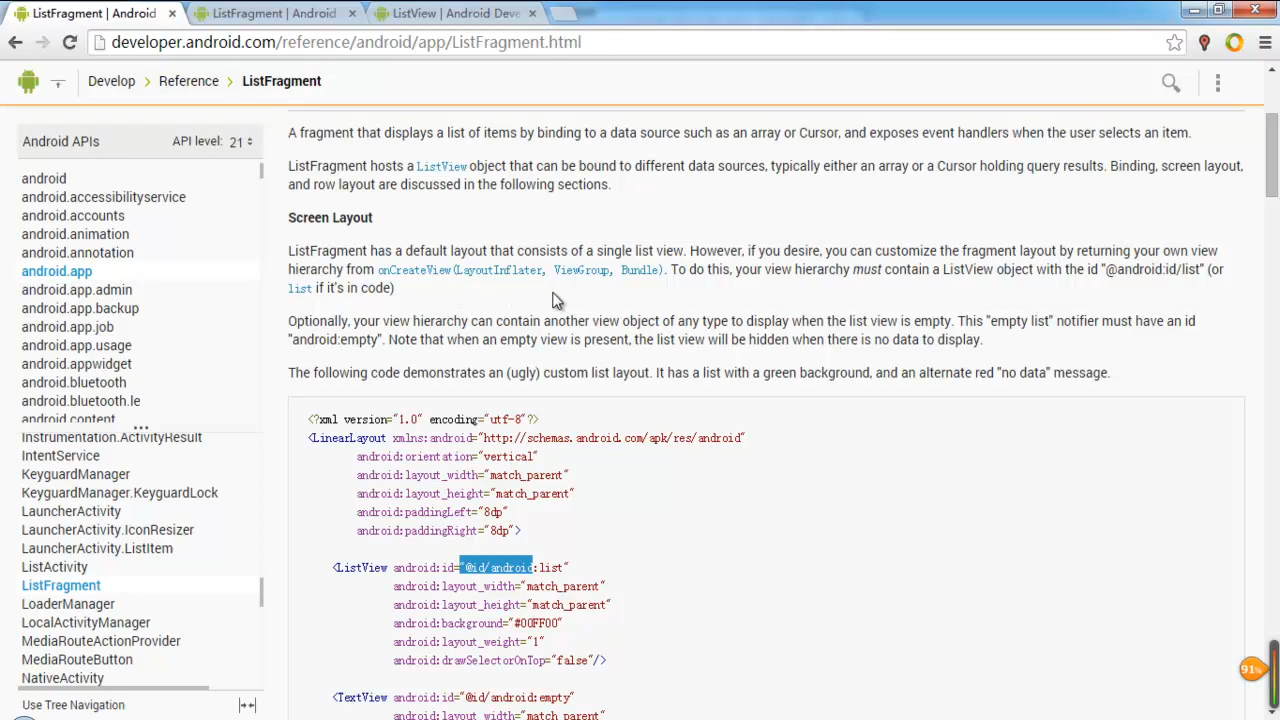 ListFragment | Android
ListFragment | Android
ListView | Android Deve
developer.android.com/reference/android/app/ListFragment.html
Develop > Reference > ListFragment
Android APIs
API level: 21
android
android.accessibilityservice
android.accounts
android.animation
android.annotation
android.app
android.app.admin
android.app.backup
android.app.job
android.app.usage
android.appwidget
android.bluetooth
android.bluetooth.le
android.content
Instrumentation.ActivityResult
IntentService
KeyguardManager
KeyguardManager.KeyguardLock
LauncherActivity
LauncherActivity.IconResizer
LauncherActivity.ListItem
ListActivity
ListFragment
LoaderManager
LocalActivityManager
MediaRouteActionProvider
MediaRouteButton
NativeActivity
Use Tree Navigation
A fragment that displays a list of items by binding to a data source such as an array or Cursor, and exposes event handlers when the user selects an item.
ListFragment hosts a ListView object that can be bound to different data sources, typically either an array or a Cursor holding query results. Binding, screen layout,
and row layout are discussed in the following sections.
Screen Layout
ListFragment has a default layout that consists of a single list view. However, if you desire, you can customize the fragment layout by returning your own view
hierarchy from onCreateView(LayoutInflater, ViewGroup, Bundle). To do this, your view hierarchy must contain a ListView object with the id "@android:id/list" (or
list if it's in code)
Optionally, your view hierarchy can contain another view object of any type to display when the list view is empty. This "empty list" notifier must have an id
"android:empty". Note that when an empty view is present, the list view will be hidden when there is no data to display.
The following code demonstrates an (ugly) custom list layout. It has a list with a green background, and an alternate red "no data" message.
<?xml version="1.0" encoding="utf-8"?>
<LinearLayout xmlns:android="http://schemas.android.com/apk/res/android"
android:orientation="vertical"
android:layout_width="match_parent"
android:layout_height="match_parent"
android:paddingLeft="8dp"
android:paddingRight="8dp">
<ListView android:id="@id/android:list"
android:layout_width="match_parent"
android:layout_height="match_parent"
android:background="#00FF00"
android:layout_weight="1"
android:drawSelectorOnTop="false"/>
<TextView android:id="@id/android:empty"
android:layout_width="match_parent"
91%